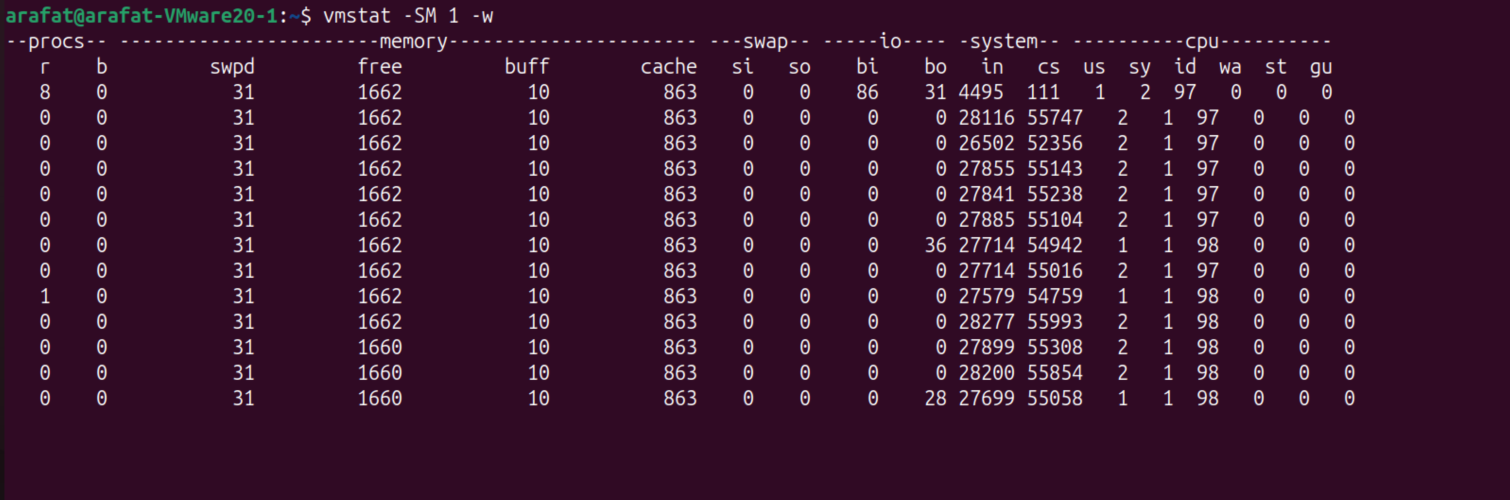 arafat@arafat-VMware20-1:~$ vmstat -SM 1 -w
--procs-- -----------------------memory---------------------- ---swap-- -----io---- -system-- ----------cpu----------
   r    b         swpd         free         buff        cache   si   so    bi    bo   in   cs  us  sy  id  wa  st  gu
   8    0           31         1662           10          863    0    0    86    31 4495  111   1   2  97   0   0   0
   0    0           31         1662           10          863    0    0     0     0 28116 55747   2   1  97   0   0   0
   0    0           31         1662           10          863    0    0     0     0 26502 52356   2   1  97   0   0   0
   0    0           31         1662           10          863    0    0     0     0 27855 55143   2   1  97   0   0   0
   0    0           31         1662           10          863    0    0     0     0 27841 55238   2   1  97   0   0   0
   0    0           31         1662           10          863    0    0     0     0 27885 55104   2   1  97   0   0   0
   0    0           31         1662           10          863    0    0     0    36 27714 54942   1   1  98   0   0   0
   0    0           31         1662           10          863    0    0     0     0 27714 55016   2   1  97   0   0   0
   1    0           31         1662           10          863    0    0     0     0 27579 54759   1   1  98   0   0   0
   0    0           31         1662           10          863    0    0     0     0 28277 55993   2   1  98   0   0   0
   0    0           31         1660           10          863    0    0     0     0 27899 55308   2   1  98   0   0   0
   0    0           31         1660           10          863    0    0     0     0 28200 55854   2   1  98   0   0   0
   0    0           31         1660           10          863    0    0     0    28 27699 55058   1   1  98   0   0   0